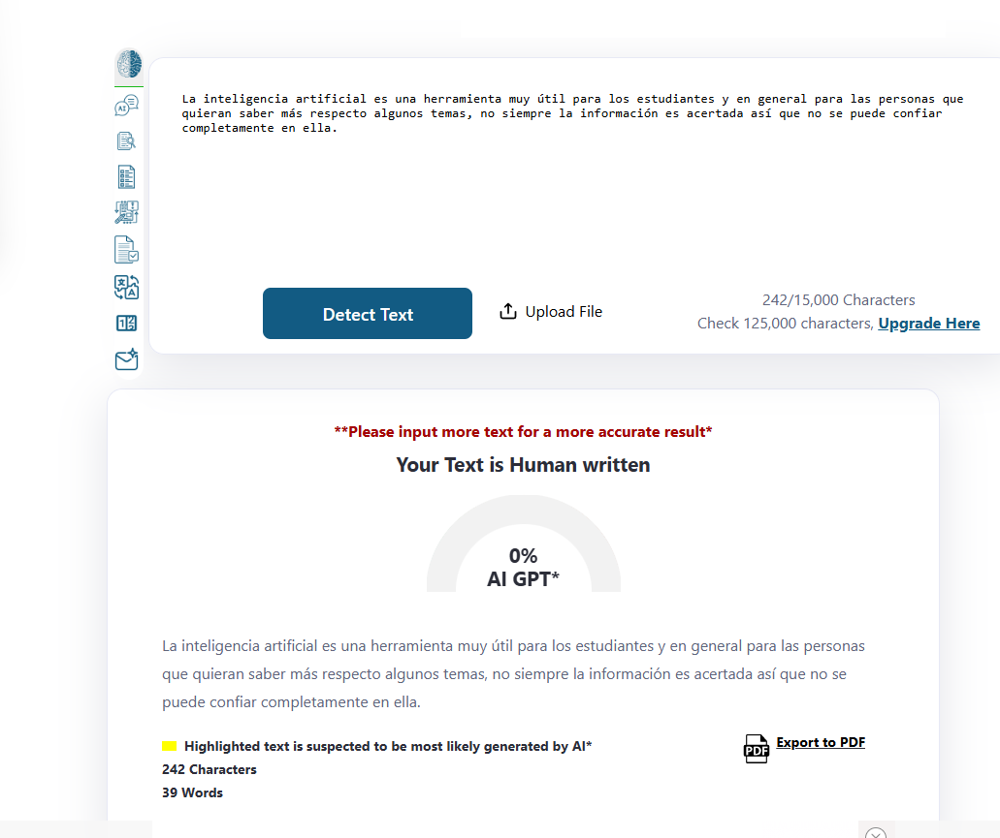 La inteligencia artificial es una herramienta muy útil para los estudiantes y en general para las personas que
quieran saber más respecto algunos temas, no siempre la información es acertada así que no se puede confiar
completamente en ella.
Detect Text
Upload File
242/15,000 Characters
Check 125,000 characters, Upgrade Here
**Please input more text for a more accurate result*
Your Text is Human written
0%
AI GPT*
La inteligencia artificial es una herramienta muy útil para los estudiantes y en general para las personas
que quieran saber más respecto algunos temas, no siempre la información es acertada así que no se
puede confiar completamente en ella.
Highlighted text is suspected to be most likely generated by AI*
PDF Export to PDF
242 Characters
39 Words